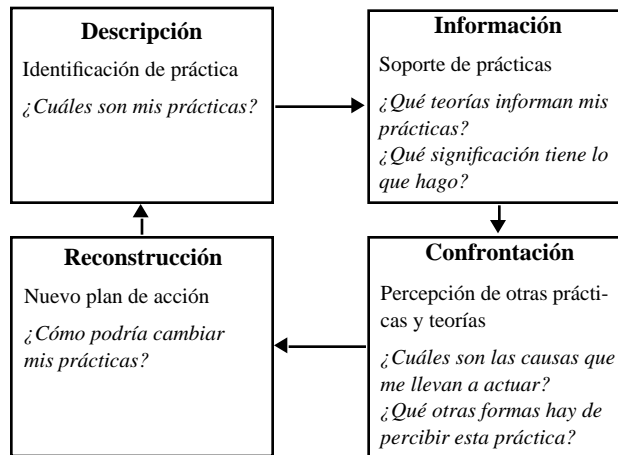 Descripción
Identificación de práctica
¿Cuáles son mis prácticas?
Información
Soporte de prácticas
¿Qué teorías informan mis
prácticas?
¿Qué significación tiene lo
que hago?
Reconstrucción
Nuevo plan de acción
¿Cómo podría cambiar
mis prácticas?
Confrontación
Percepción de otras prácti-
cas y teorías
¿Cuáles son las causas que
me llevan a actuar?
¿Qué otras formas hay de
percibir esta práctica?